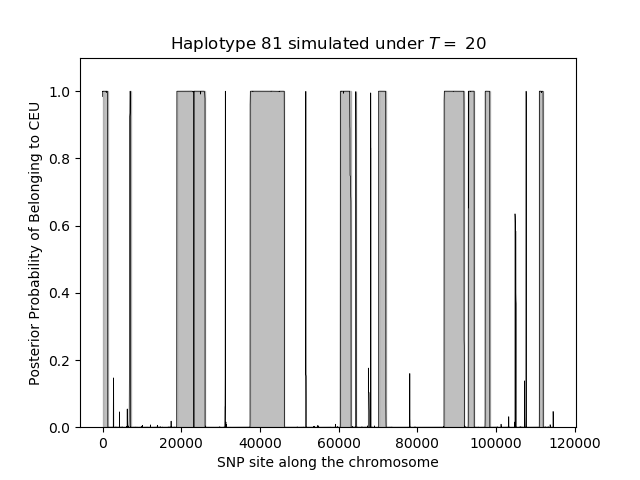 Haplotype 81 simulated under T = 20
Posterior Probability of Belonging to CEU
1.0
0.8
0.6
0.4
0.2
0.0
0 20000 40000 60000 80000 100000 120000
SNP site along the chromosome